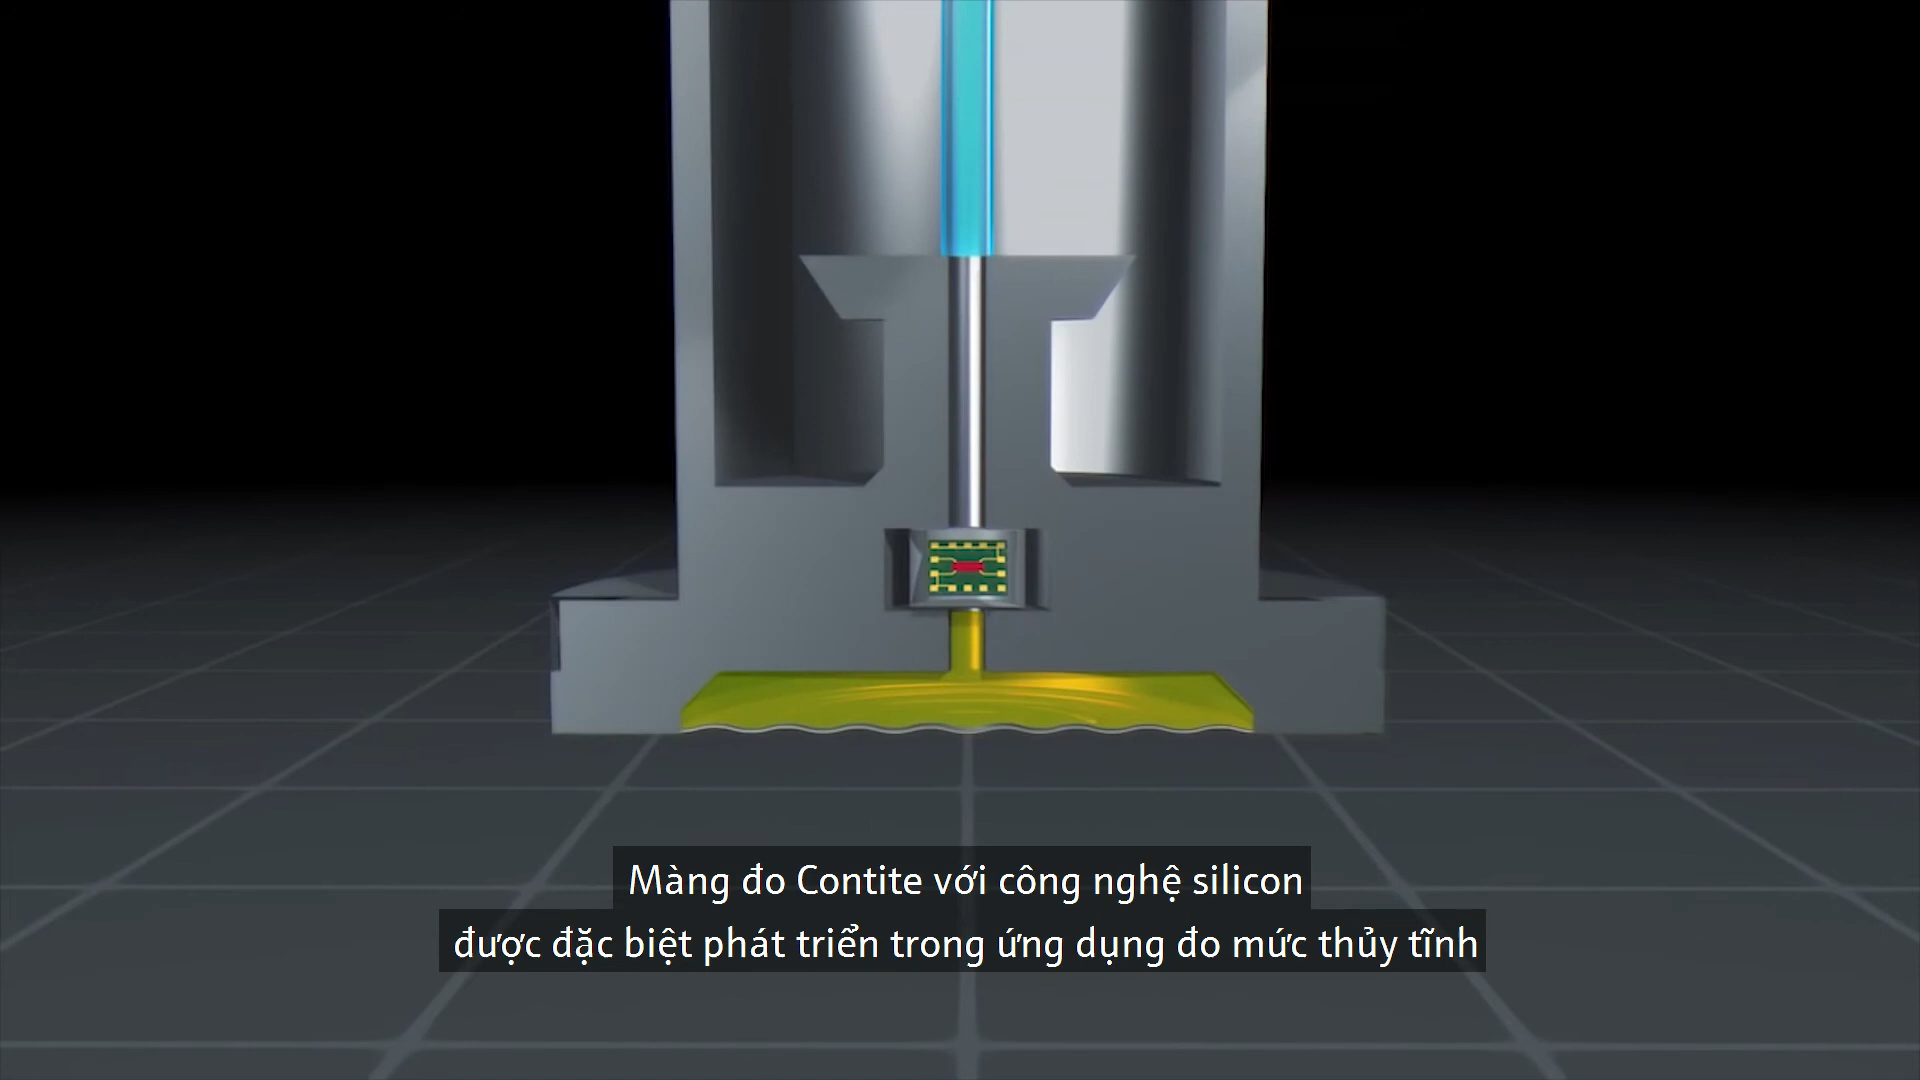 Màng đo Contite với công nghệ silicon
được đặc biệt phát triển trong ứng dụng đo mức thủy tĩnh